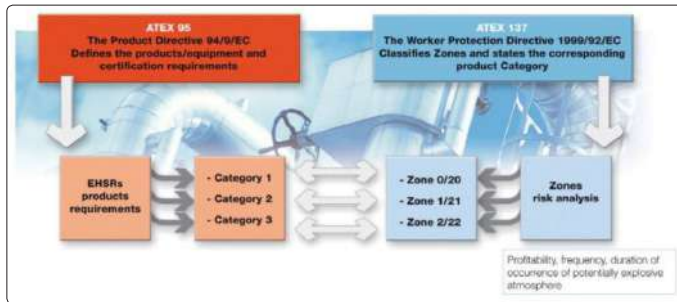 ATEX 95
The Product Directive 94/9/EC
Defines the products/equipment and
certification requirements
ATEX 137
The Worker Protection Directive 1999/92/EC
Classifies Zones and states the corresponding
product Category
EHSRs
products
requirements
- Category 1
- Category 2
- Category 3
- Zone 0/20
- Zone 1/21
- Zone 2/22
Zones
risk analysis
Profitability, frequency, duration of
occurrence of potentially explosive
atmosphere